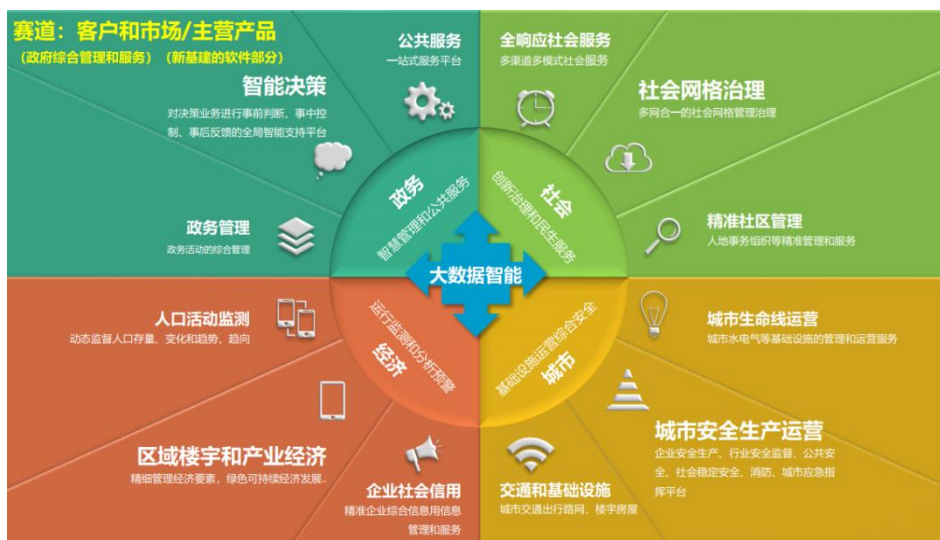 赛道：客户和市场/主营产品
（政府综合管理和服务）（新基建的软件部分）
智能决策
对决策业务进行事前判断、事中控
制、事后反馈的全局智能支持平台
公共服务
一站式服务平台
政务管理
政务活动的综合管理
全响应社会服务
多渠道多模式社会服务
社会网格治理
多网合一的社会网格管理治理
精准社区管理
人地事务组织等精准管理和服务
政务
智慧管理和公共服务
社会
创新治理和民生服务
大数据智能
运行监测和分析预警
经济
基础设施运营综合安全
城市
人口活动监测
动态监督人口存量、变化和趋势、趋向
区域楼宇和产业经济
精细管理经济要素，绿色可持续经济发展..
企业社会信用
精准企业综合信息用信息
管理和服务
城市生命线运营
城市水电气等基础设施的管理和运营服务
城市安全生产运营
企业安全生产、行业安全监督、公共安
全、社会稳定安全、消防、城市应急指
挥平台
交通和基础设施
城市交通出行路网、楼宇房屋